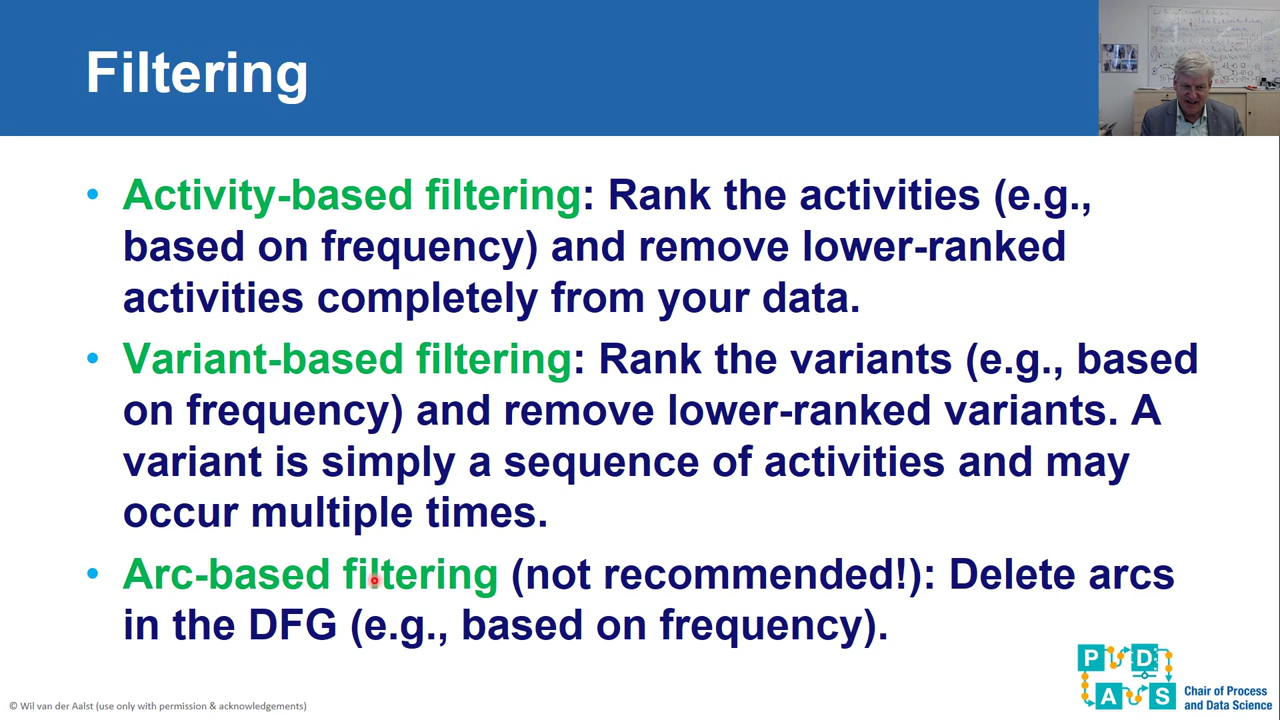 Filtering
• Activity-based filtering: Rank the activities (e.g.,
based on frequency) and remove lower-ranked
activities completely from your data.
• Variant-based filtering: Rank the variants (e.g., based
on frequency) and remove lower-ranked variants. A
variant is simply a sequence of activities and may
occur multiple times.
• Arc-based filtering (not recommended!): Delete arcs
in the DFG (e.g., based on frequency).
P D
A S
Chair of Process
and Data Science
© Wil van der Aalst (use only with permission & acknowledgements)